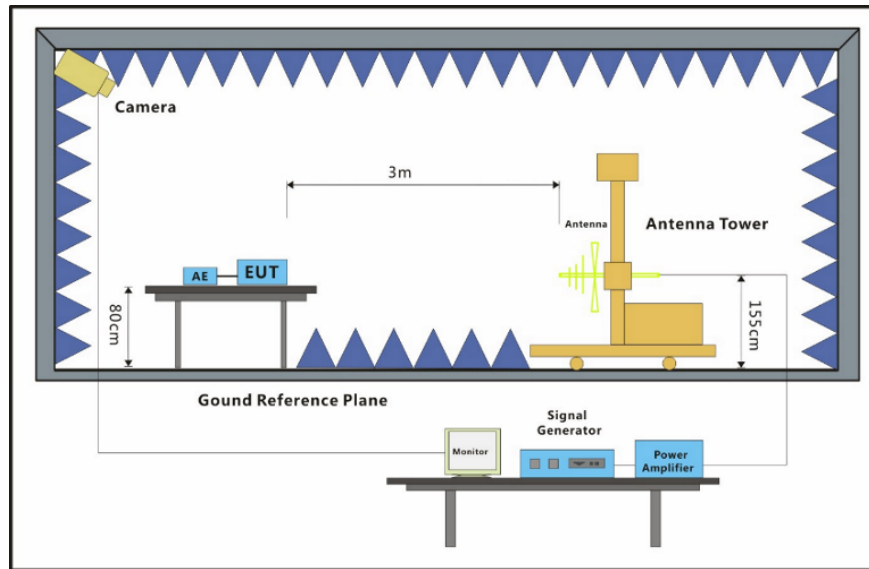 Camera
3m
Antenna
Antenna Tower
AE
EUT
80cm
155cm
Gound Reference Plane
Signal
Generator
Monitor
Power
Amplifier